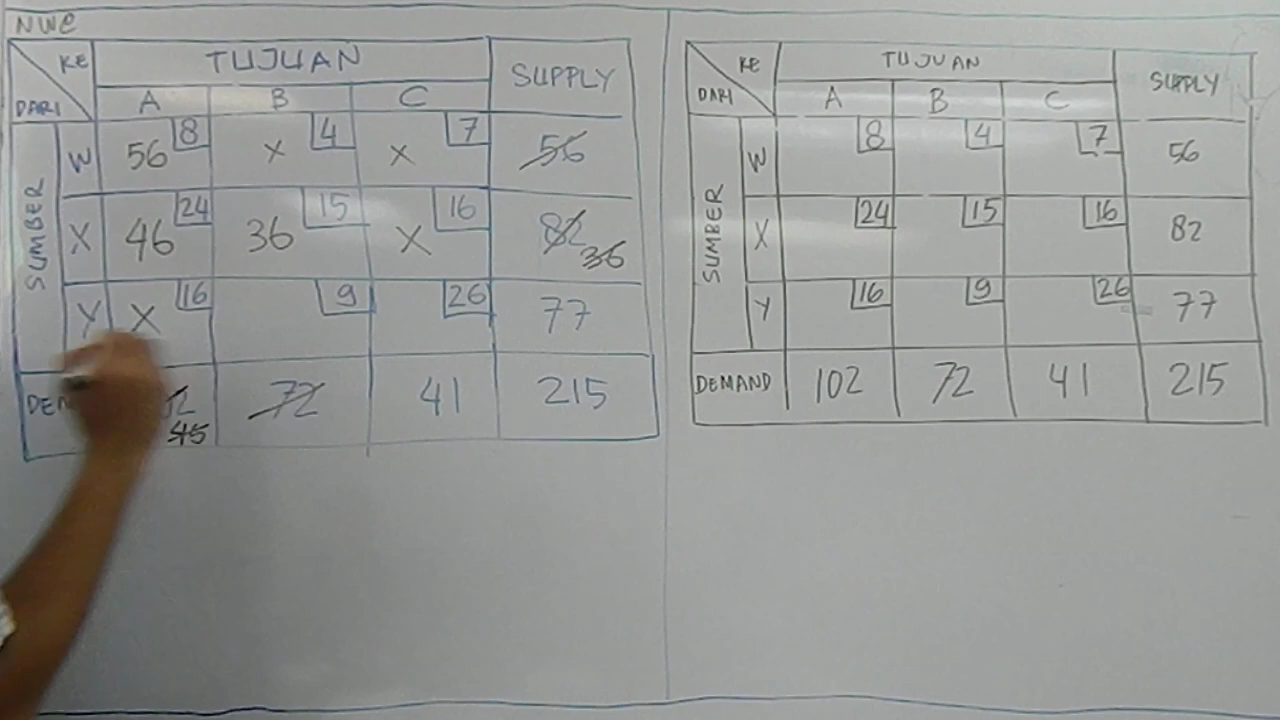 NWC
KE TUJUAN SUPPLY
DARI A B C
SUMBER
W 56 8 X 4 X 7 56
X 46 24 36 15 X 16 82 36
Y X 16 9 26 77
72 41 215
KE TUJUAN SUPPLY
DARI A B C
SUMBER
W 8 4 7 56
X 24 15 16 82
Y 16 9 26 77
DEMAND 102 72 41 215